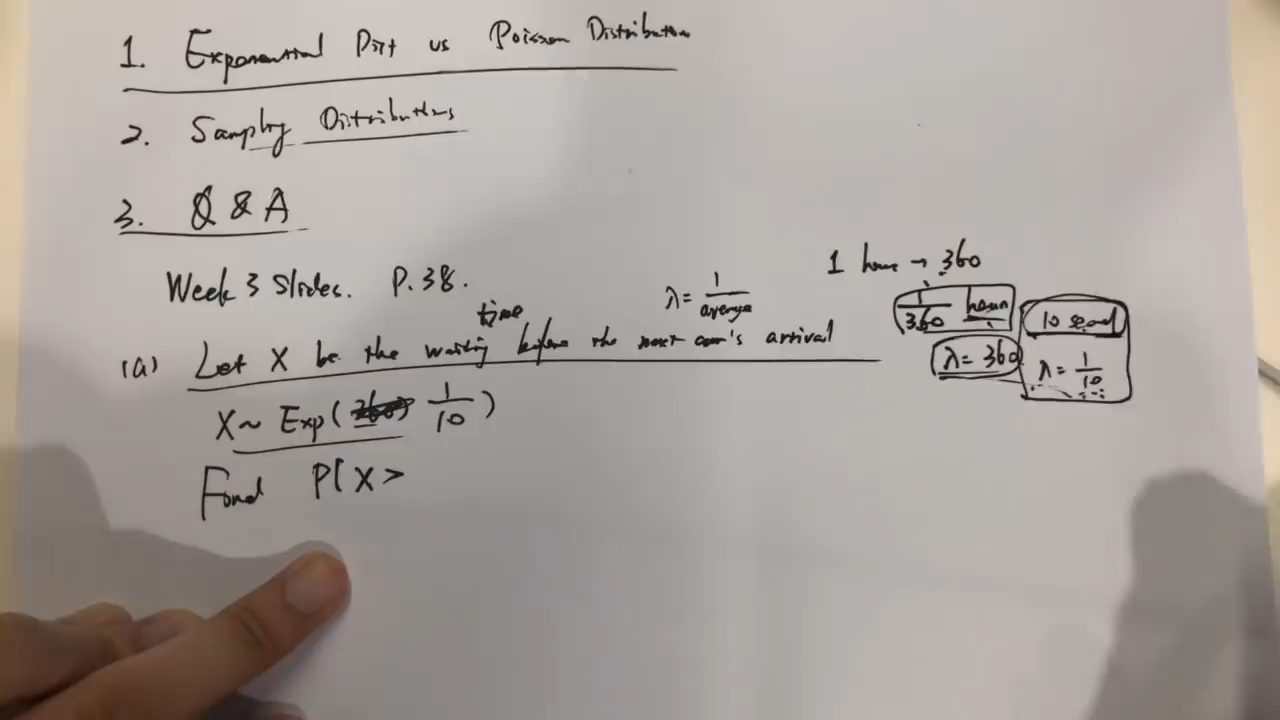 1. Exponential Dist vs Poisson Distribution
2. Sampling Distributions
3. Q & A
Week 3 Slides. P.38.
(a) Let X be the waiting time before the next car's arrival
X ~ Exp( 1/10 )
Find P( X >
λ = 1/average
1 hour → 360
1/360 hours
λ = 360
10 second
λ = 1/10